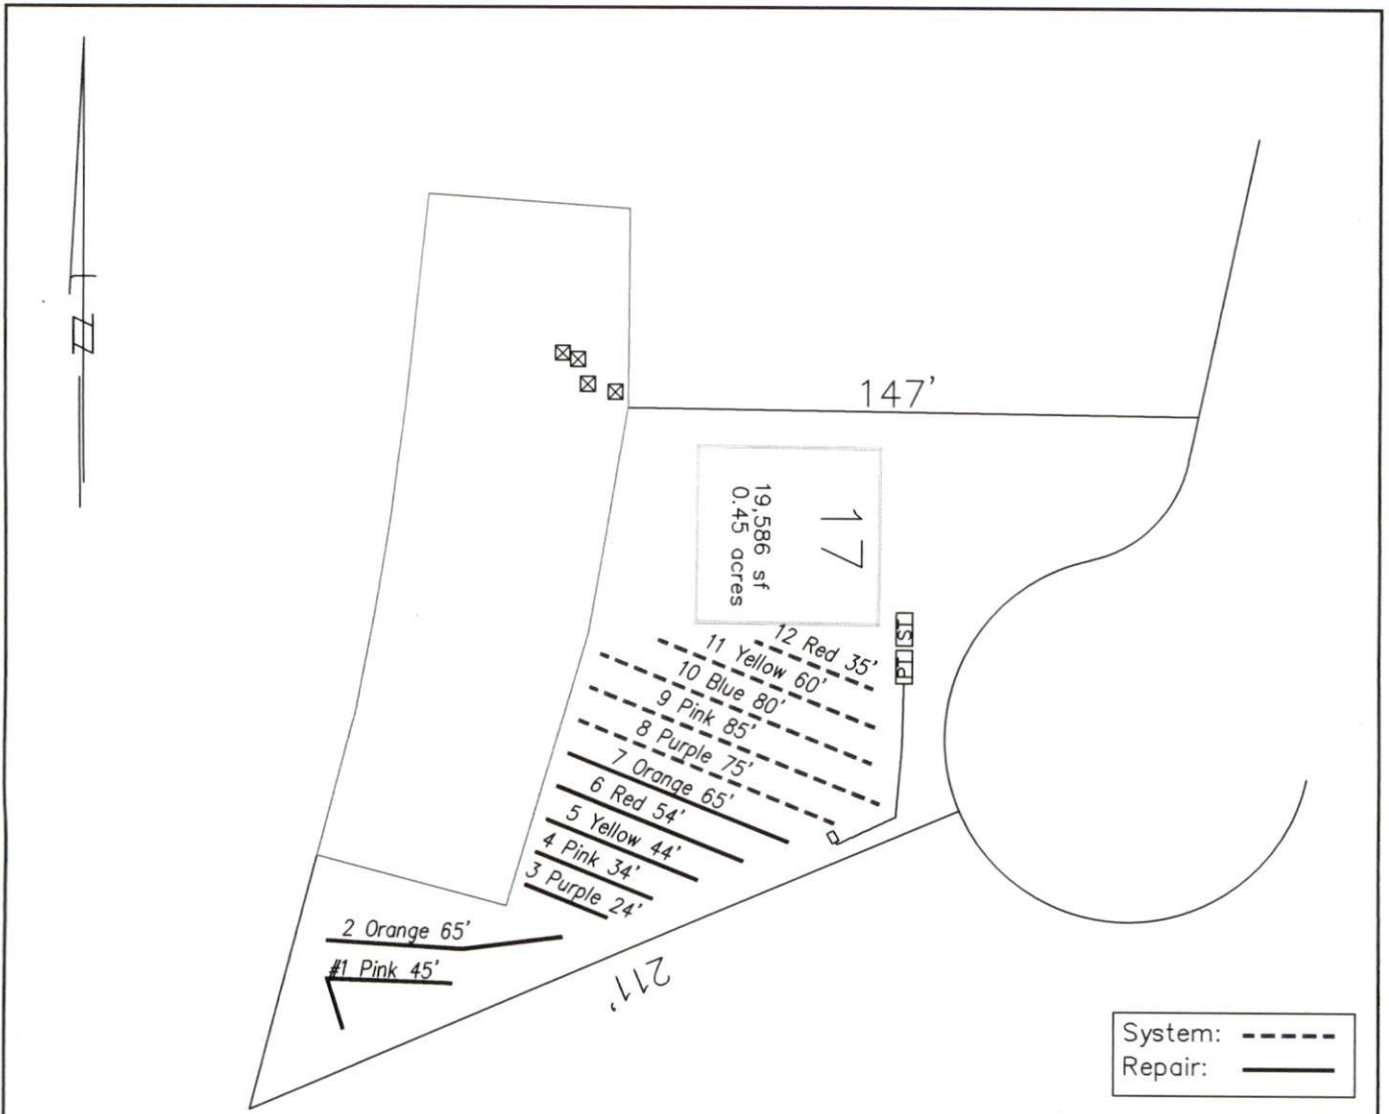 N
147'
17
19,586 sf
0.45 acres
ST
PT
12 Red 35'
11 Yellow 60'
10 Blue 80'
9 Pink 85'
8 Purple 75'
7 Orange 65'
6 Red 54'
5 Yellow 44'
4 Pink 34'
3 Purple 24'
2 Orange 65'
#1 Pink 45'
211'
System:
Repair: